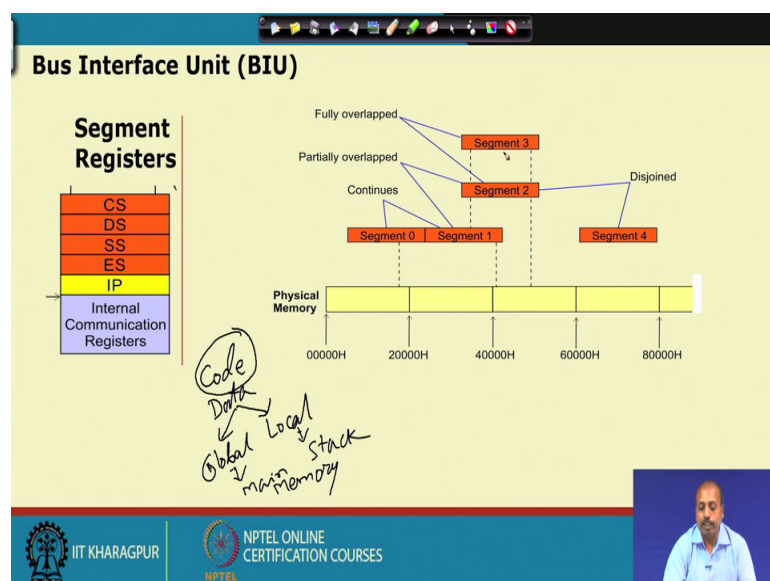 Bus Interface Unit (BIU)
Segment
Registers
CS
DS
SS
ES
IP
Internal
Communication
Registers
Fully overlapped
Segment 3
Partially overlapped
Segment 2
Disjoined
Continues
Segment 0
Segment 1
Segment 4
Physical
Memory
00000H
20000H
40000H
60000H
80000H
Code
Data
Global
Local
main
memory
Stack
IIT KHARAGPUR
NPTEL
NPTEL ONLINE
CERTIFICATION COURSES